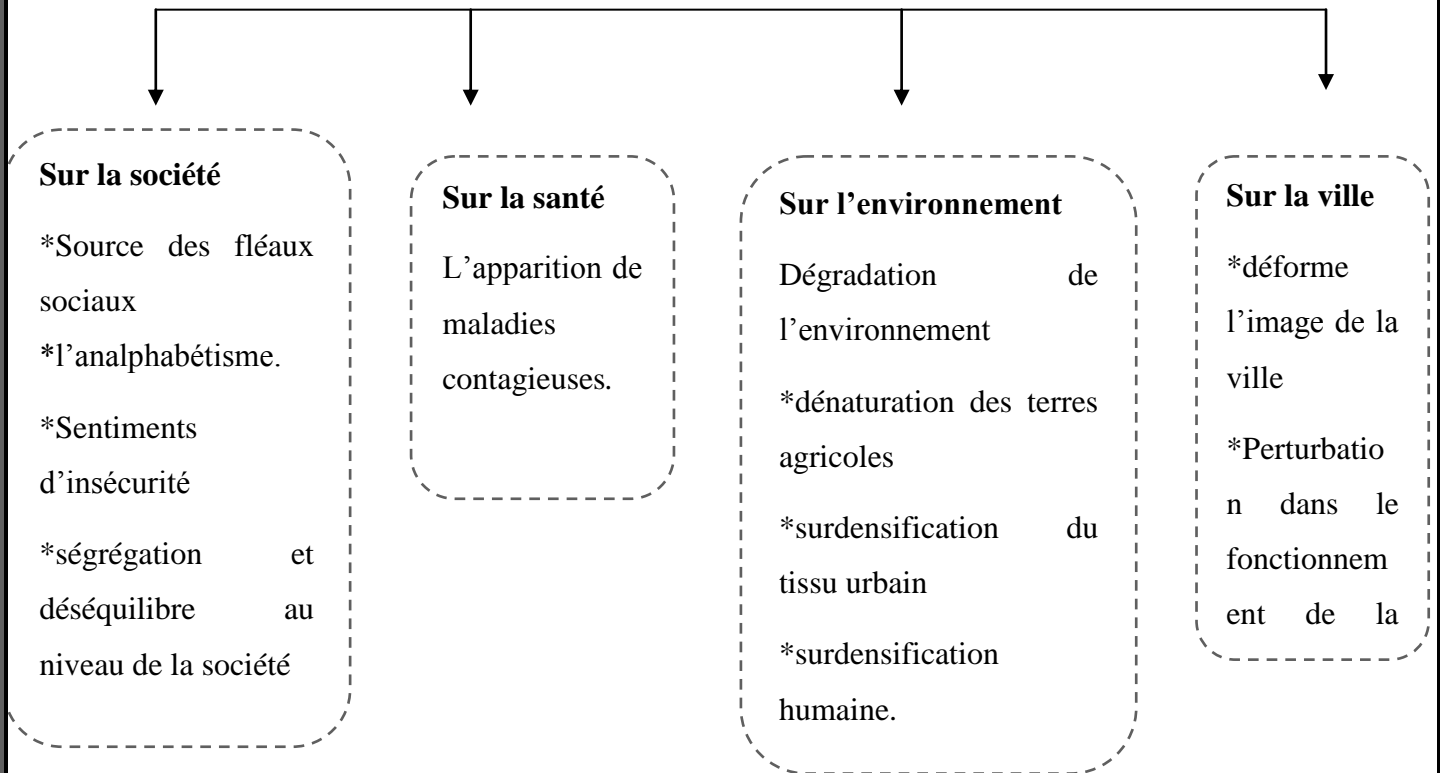 Sur la société
*Source des fléaux
sociaux
*l'analphabétisme.
*Sentiments
d'insécurité
*ségrégation et
déséquilibre au
niveau de la société
Sur la santé
L'apparition de
maladies
contagieuses.
Sur l'environnement
Dégradation de
l'environnement
*dénaturation des terres
agricoles
*surdensification du
tissu urbain
*surdensification
humaine.
Sur la ville
*déforme
l'image de la
ville
*Perturbatio
n dans le
fonctionnem
ent de la